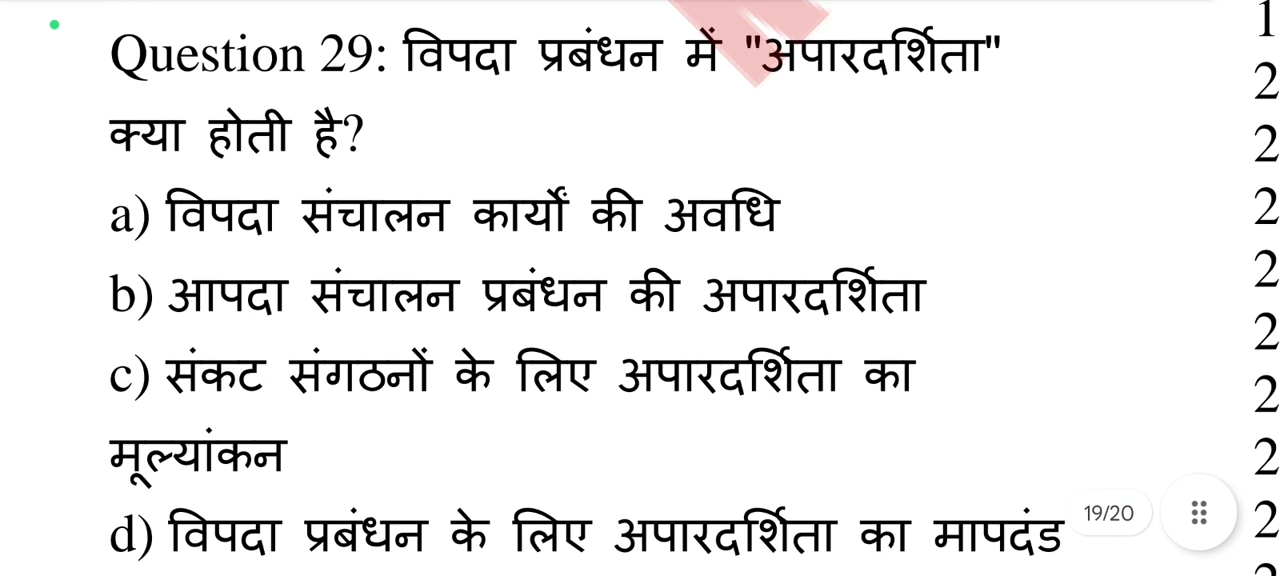 Question 29: विपदा प्रबंधन में "अपारदर्शिता"
क्या होती है?
a) विपदा संचालन कार्यों की अवधि
b) आपदा संचालन प्रबंधन की अपारदर्शिता
c) संकट संगठनों के लिए अपारदर्शिता का
मूल्यांकन
d) विपदा प्रबंधन के लिए अपारदर्शिता का मापदंड
19/20
1
2
2
2
2
2
2
2
2